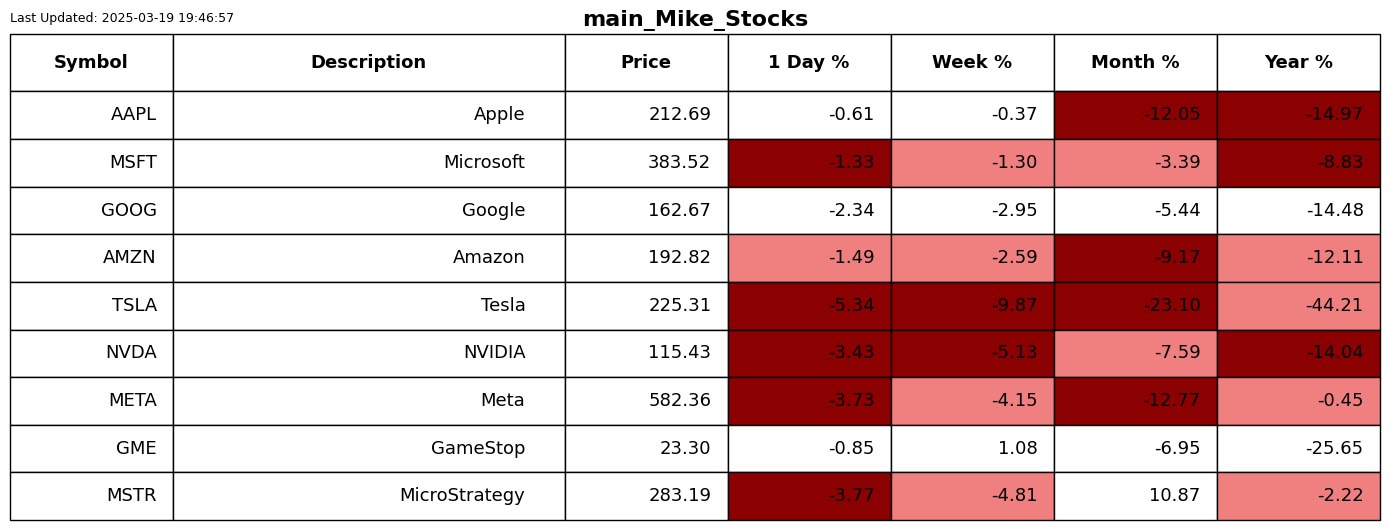 Last Updated: 2025-03-19 19:46:57
main_Mike_Stocks
Symbol Description Price 1 Day % Week % Month % Year %
AAPL Apple 212.69 -0.61 -0.37 -12.05 -14.97
MSFT Microsoft 383.52 -1.33 -1.30 -3.39 -8.83
GOOG Google 162.67 -2.34 -2.95 -5.44 -14.48
AMZN Amazon 192.82 -1.49 -2.59 -9.17 -12.11
TSLA Tesla 225.31 -5.34 -9.87 -23.10 -44.21
NVDA NVIDIA 115.43 -3.43 -5.13 -7.59 -14.04
META Meta 582.36 -3.73 -4.15 -12.77 -0.45
GME GameStop 23.30 -0.85 1.08 -6.95 -25.65
MSTR MicroStrategy 283.19 -3.77 -4.81 10.87 -2.22